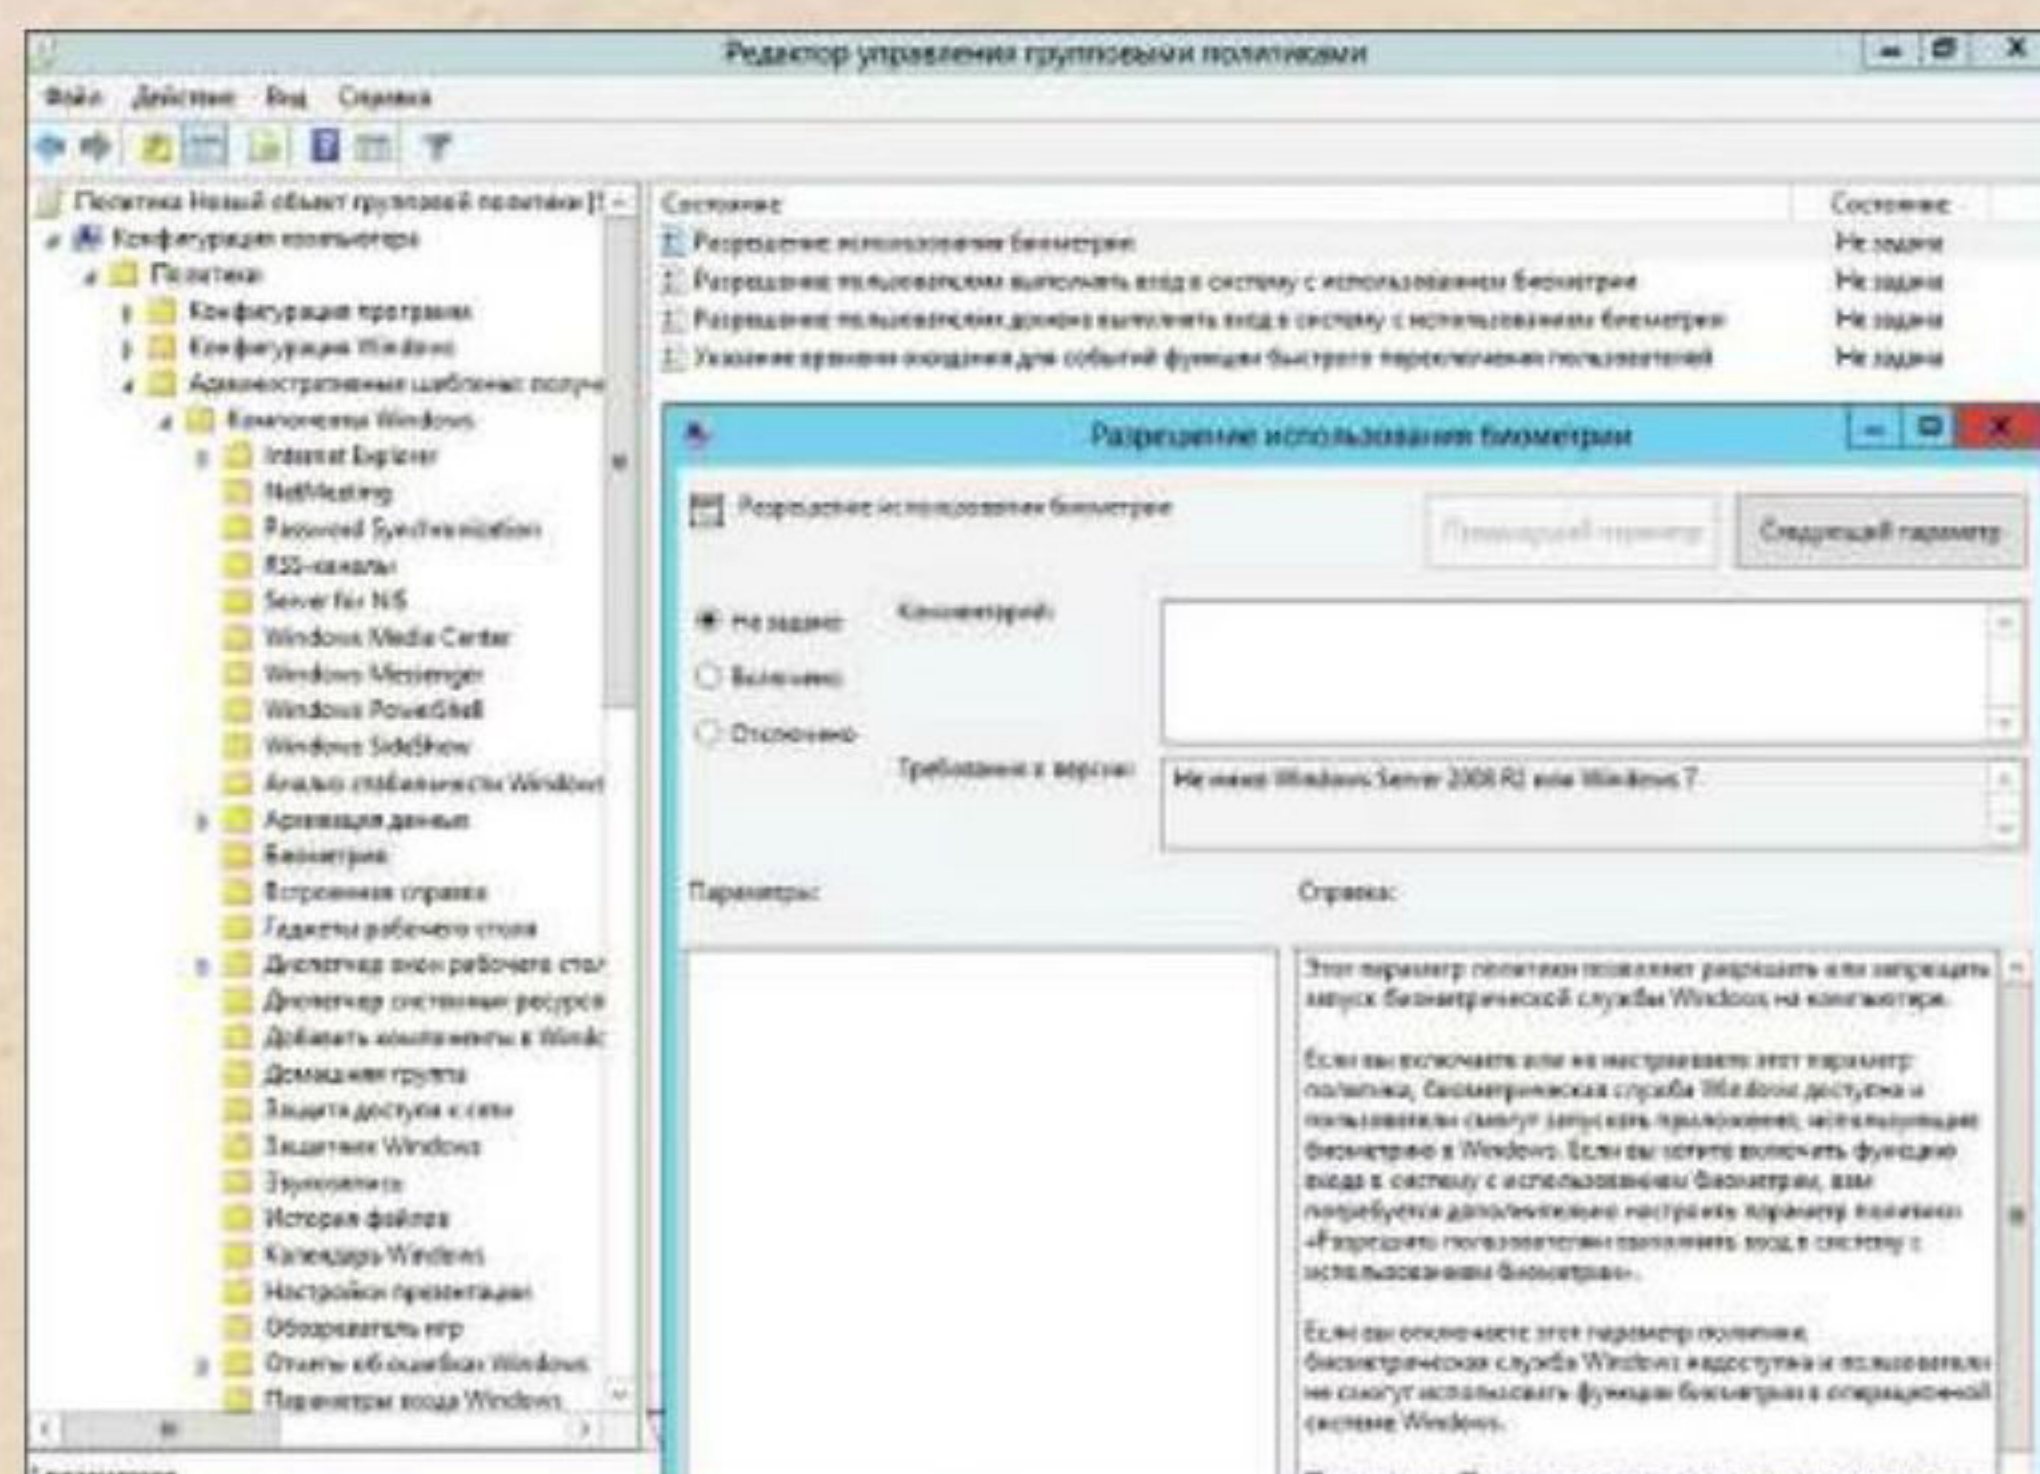 Редактор управления групповыми политиками
Файл Действие Вид Справка
Политика Новый объект групповой политики
Конфигурация компьютера
Политики
Конфигурация программ
Конфигурация Windows
Административные шаблоны: получе
Компоненты Windows
Internet Explorer
NetMeeting
Password Synchronization
RSS-каналы
Server for NIS
Windows Media Center
Windows Messenger
Windows PowerShell
Windows SideShow
Анализ стабильности Windows
Архивация данных
Биометрия
Встроенная справка
Гаджеты рабочего стола
Диспетчер окон рабочего стол
Диспетчер системных ресурсов
Добавить компоненты в Windo
Домашняя группа
Защита доступа к сети
Защитник Windows
Звукозапись
История файлов
Календарь Windows
Настройки презентации
Обозреватель игр
Отчеты об ошибках Windows
Параметры входа Windows
Состояние Состояние
Разрешение использования биометрии Не задана
Разрешение пользователям выполнять вход в систему с использованием биометрии Не задана
Разрешение пользователям домена выполнять вход в систему с использованием биометрии Не задана
Указание времени ожидания для событий функции быстрого переключения пользователей Не задана
Разрешение использования биометрии
Разрешение использования биометрии
Предыдущий параметр Следующий параметр
Не задано
Включено
Отключено
Комментарий:
Требования к версии:
Не ниже Windows Server 2008 R2 или Windows 7
Параметры:
Справка:
Этот параметр политики позволяет разрешать или запрещать
запуск биометрической службы Windows на компьютере.
Если вы включаете или не настраиваете этот параметр
политики, биометрическая служба Windows доступна и
пользователи смогут запускать приложения, использующие
биометрию в Windows. Если вы хотите включить функцию
входа в систему с использованием биометрии, вам
потребуется дополнительно настроить параметр политики
«Разрешить пользователям выполнять вход в систему с
использованием биометрии».
Если вы отключаете этот параметр политики,
биометрическая служба Windows недоступна и пользователи
не смогут использовать функции биометрии в операционной
системе Windows.